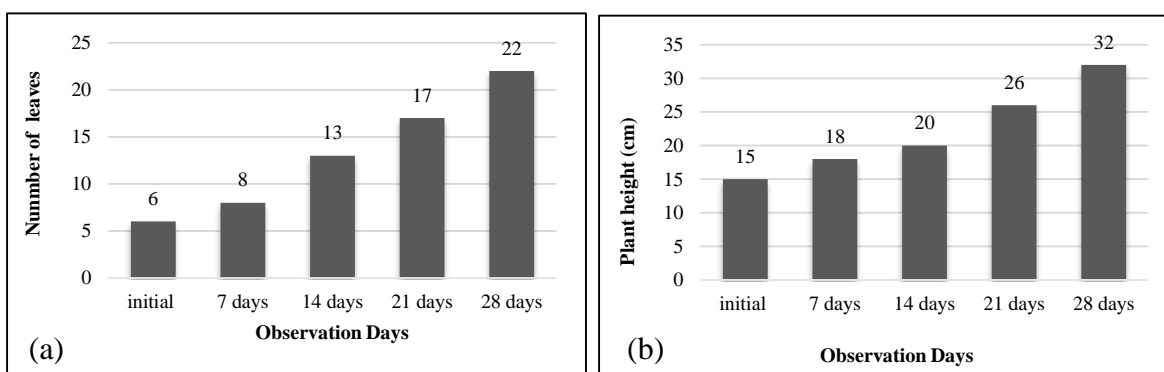 Nunmber of leaves
25
20
15
10
5
0
6
8
13
17
22
initial
7 days
14 days
21 days
28 days
Observation Days
(a)
Plant height (cm)
35
30
25
20
15
10
5
0
15
18
20
26
32
initial
7 days
14 days
21 days
28 days
Observation Days
(b)